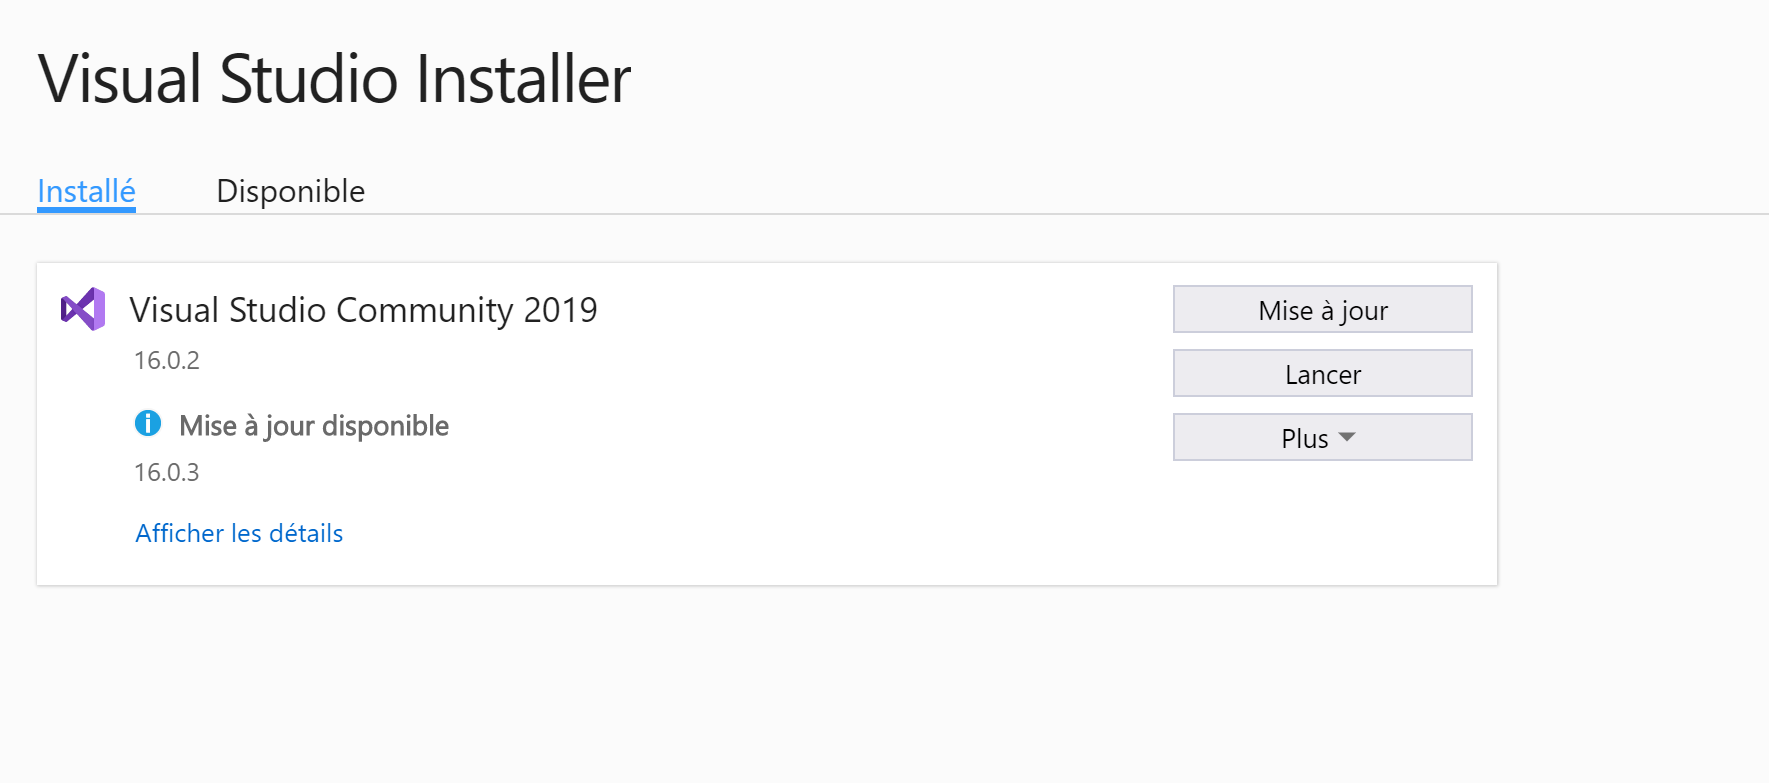 Visual Studio Installer
Installé
Disponible
Visual Studio Community 2019
16.0.2
Mise à jour disponible
16.0.3
Afficher les détails
Mise à jour
Lancer
Plus